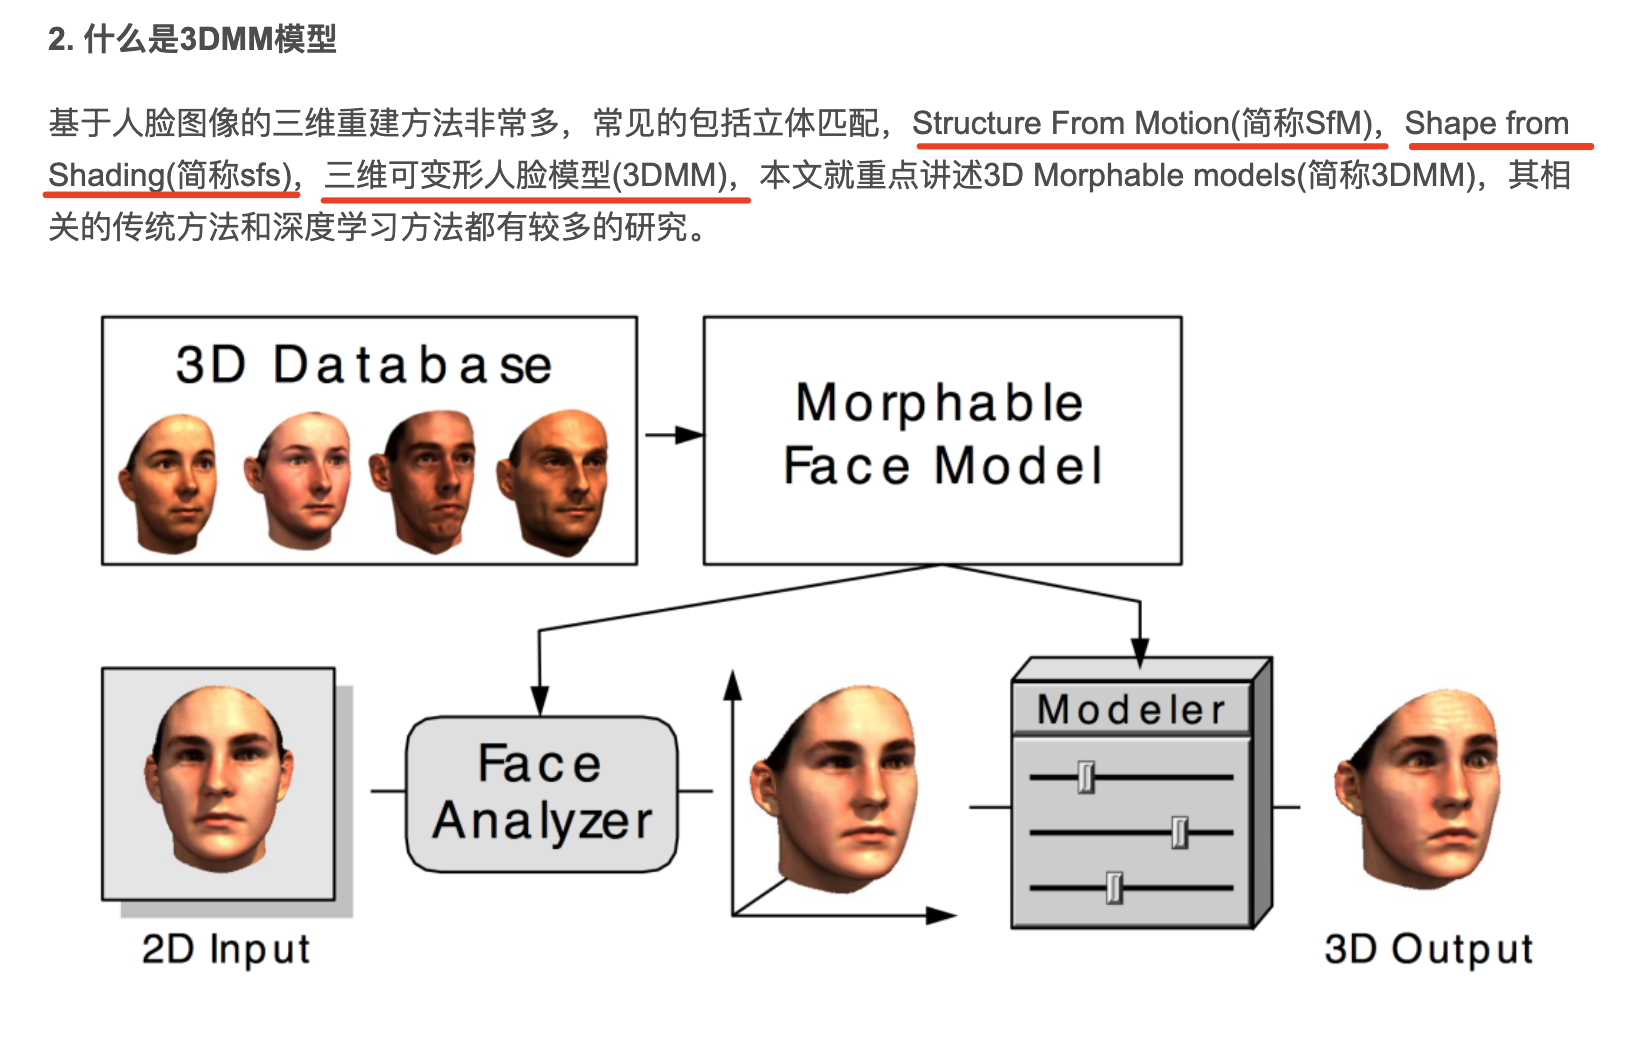 2. 什么是3DMM模型
基于人脸图像的三维重建方法非常多，常见的包括立体匹配，Structure From Motion(简称SfM)，Shape from
Shading(简称sfs)，三维可变形人脸模型(3DMM)，本文就重点讲述3D Morphable models(简称3DMM)，其相
关的传统方法和深度学习方法都有较多的研究。
3D Database
Morphable
Face Model
Face
Analyzer
Modeler
2D Input
3D Output